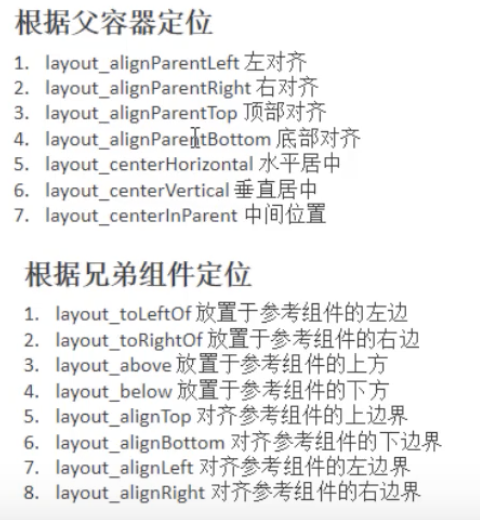 根据父容器定位
1. layout_alignParentLeft 左对齐
2. layout_alignParentRight 右对齐
3. layout_alignParentTop 顶部对齐
4. layout_alignParentBottom 底部对齐
5. layout_centerHorizontal 水平居中
6. layout_centerVertical 垂直居中
7. layout_centerInParent 中间位置
根据兄弟组件定位
1. layout_toLeftOf 放置于参考组件的左边
2. layout_toRightOf 放置于参考组件的右边
3. layout_above 放置于参考组件的上方
4. layout_below 放置于参考组件的下方
5. layout_alignTop 对齐参考组件的上边界
6. layout_alignBottom 对齐参考组件的下边界
7. layout_alignLeft 对齐参考组件的左边界
8. layout_alignRight 对齐参考组件的右边界